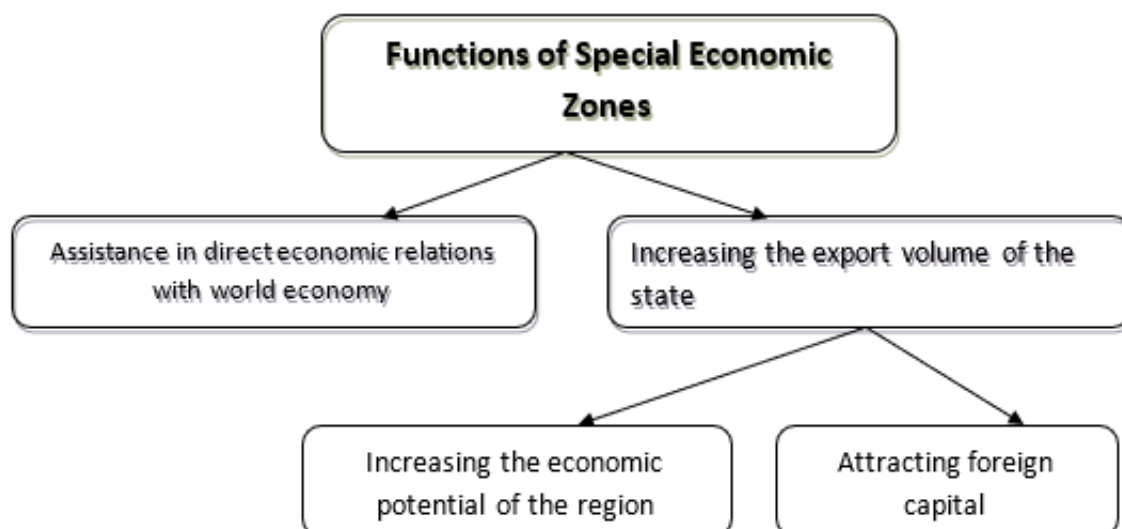 Functions of Special Economic
Zones
Assistance in direct economic relations
with world economy
Increasing the export volume of the
state
Increasing the economic
potential of the region
Attracting foreign
capital